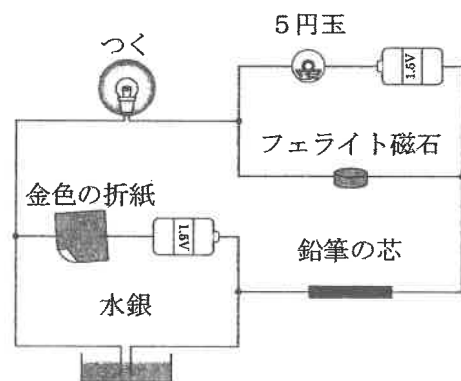 つく
5円玉
1.5V
フェライト磁石
金色の折紙
1.5V
鉛筆の芯
水銀